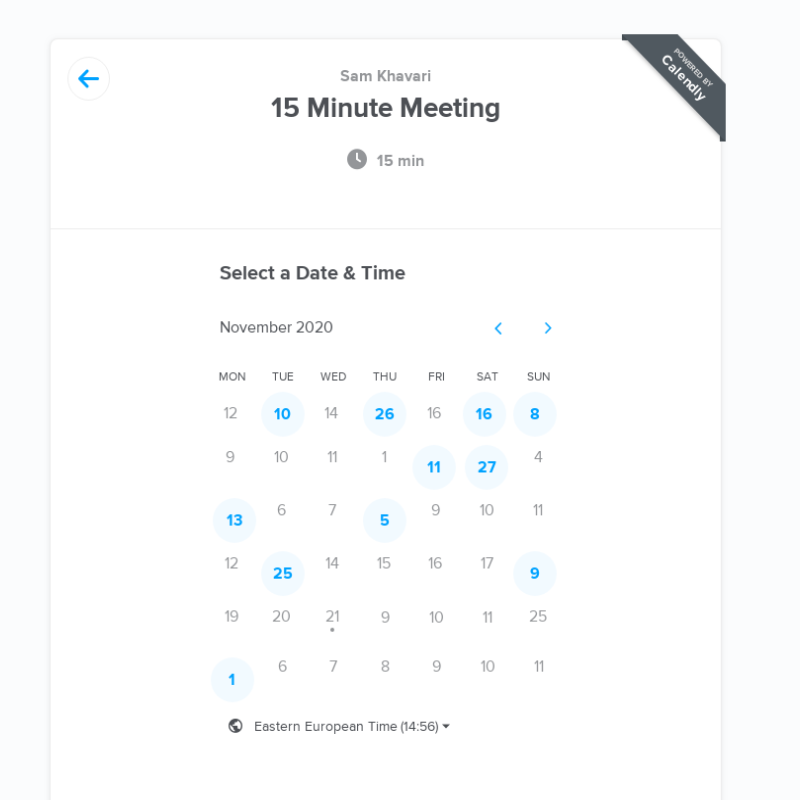 POWERED BY
Calendly
Sam Khavari
15 Minute Meeting
15 min
Select a Date & Time
November 2020
MON TUE WED THU FRI SAT SUN
12 10 14 26 16 16 8
9 10 11 1 11 27 4
13 6 7 5 9 10 11
12 25 14 15 16 17 9
19 20 21 9 10 11 25
1 6 7 8 9 10 11
Eastern European Time (14:56)